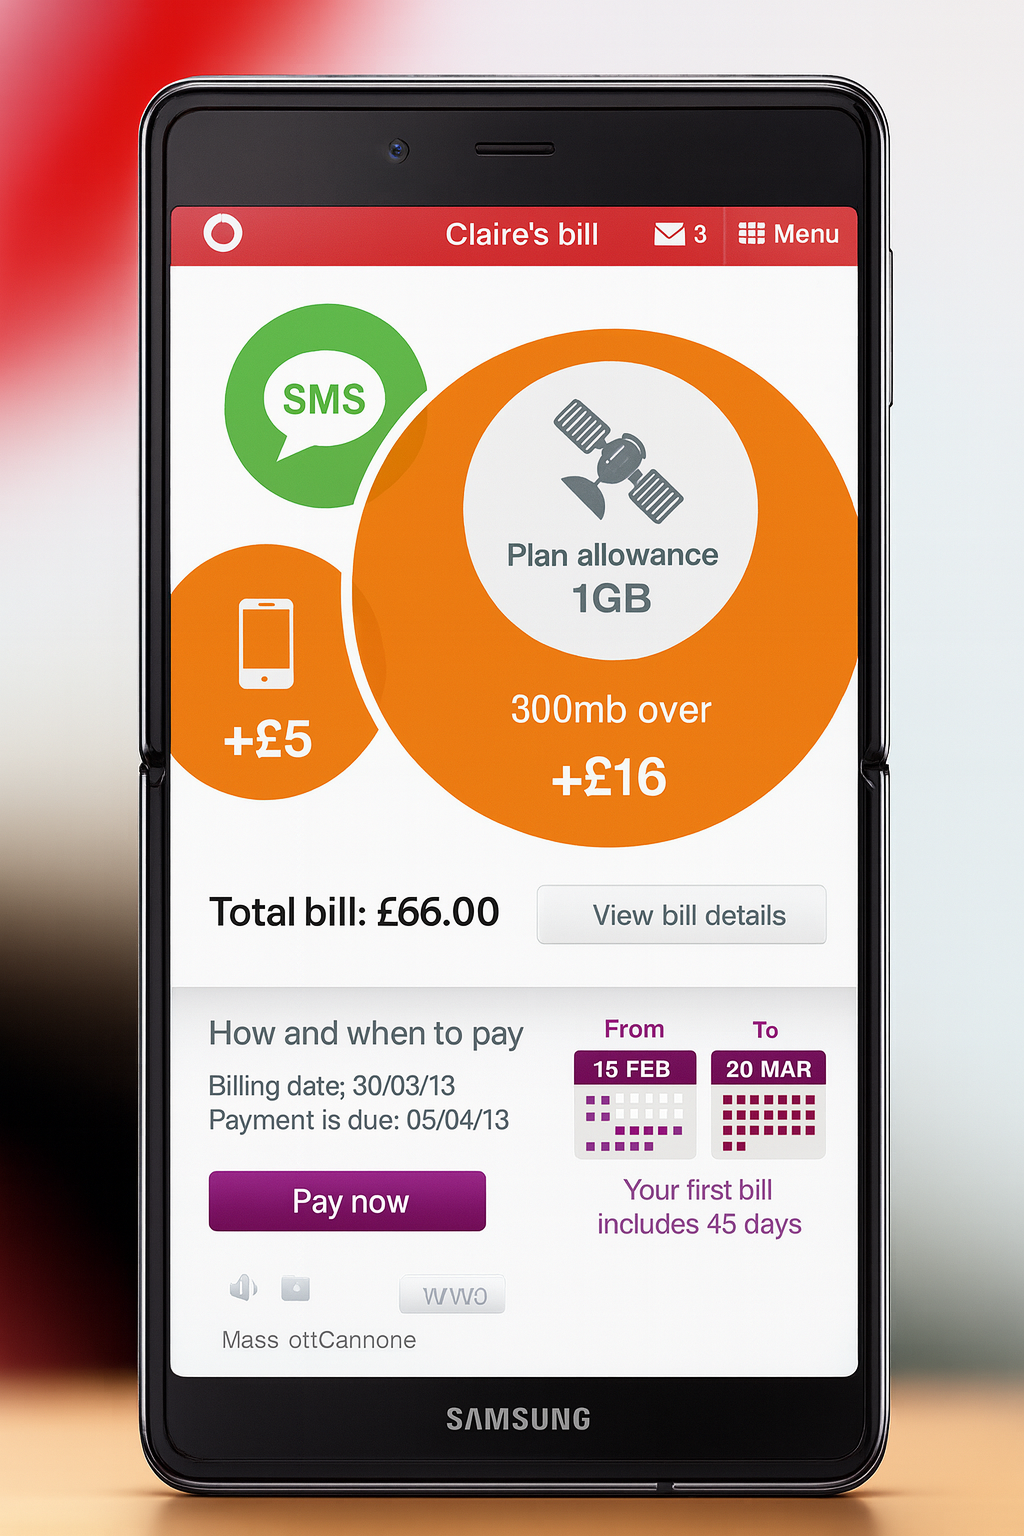 Claire's bill
3
Menu
SMS
Plan allowance
1GB
300mb over
+£16
+£5
Total bill: £66.00
View bill details
How and when to pay
Billing date; 30/03/13
Payment is due: 05/04/13
Pay now
From
To
15 FEB
20 MAR
Your first bill
includes 45 days
Mass ottCannone
SAMSUNG